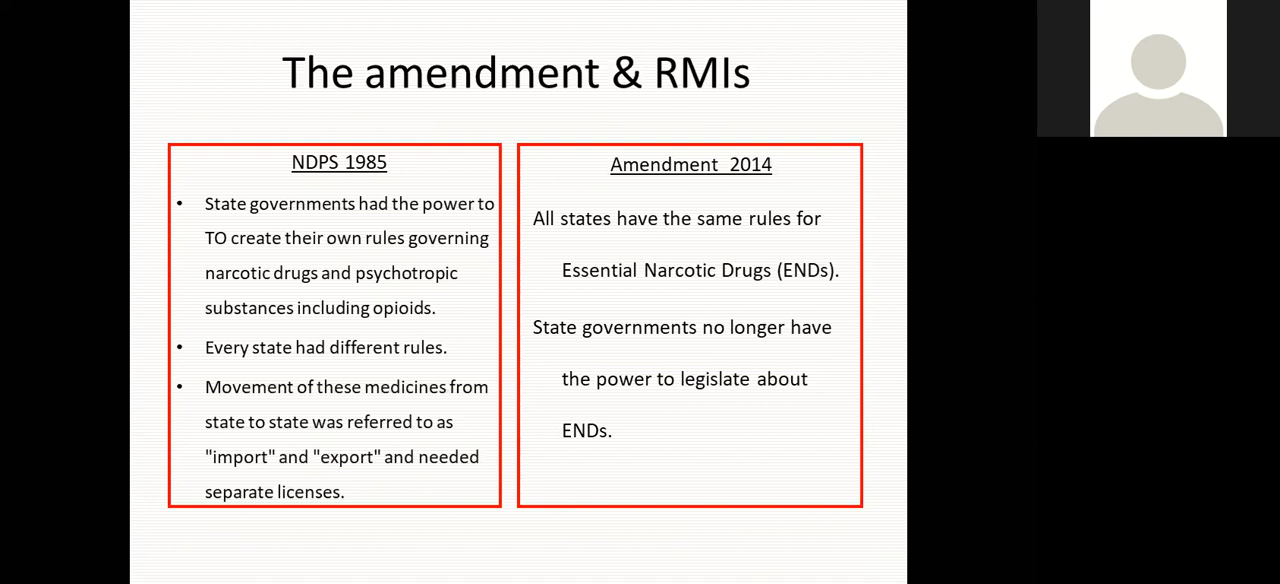 The amendment & RMIs
NDPS 1985
• State governments had the power to
TO create their own rules governing
narcotic drugs and psychotropic
substances including opioids.
• Every state had different rules.
• Movement of these medicines from
state to state was referred to as
"import" and "export" and needed
separate licenses.
Amendment 2014
All states have the same rules for
Essential Narcotic Drugs (ENDs).
State governments no longer have
the power to legislate about
ENDs.